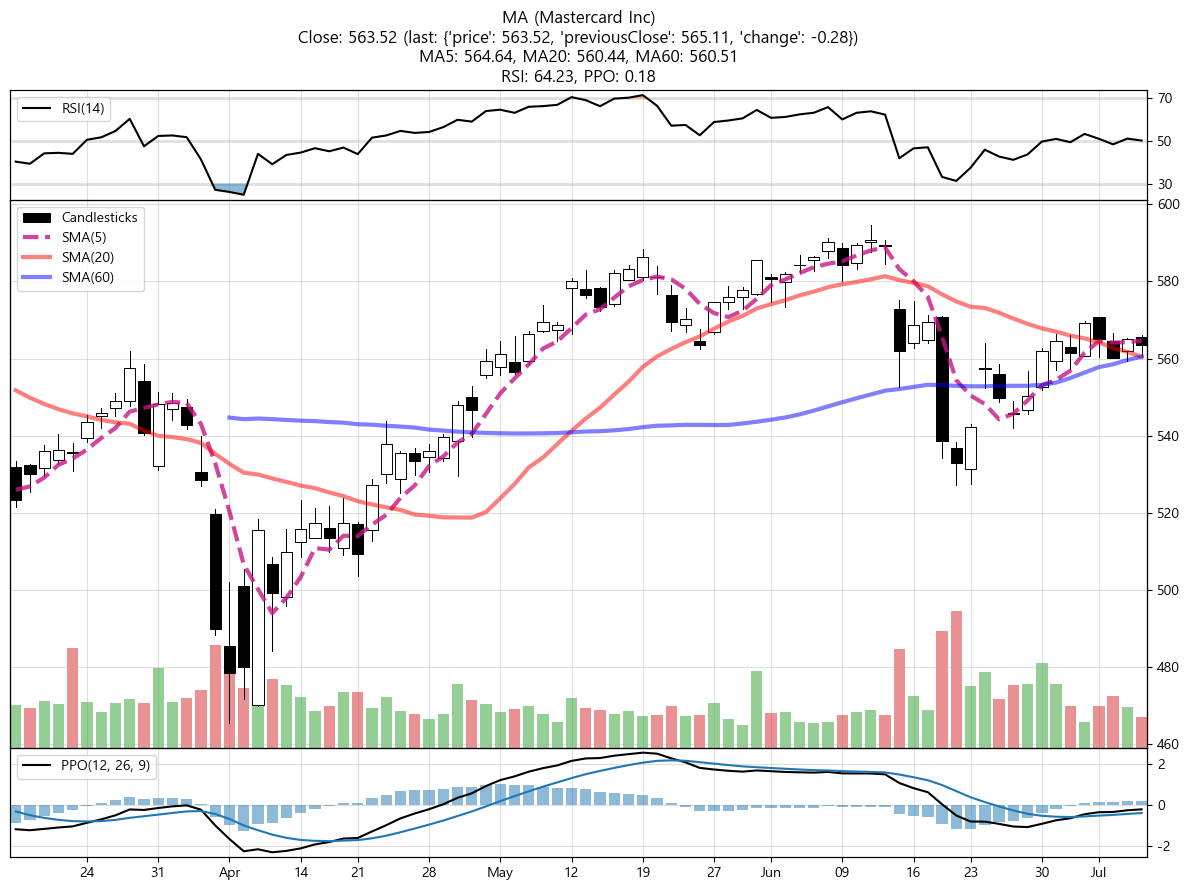 MA (Mastercard Inc)
Close: 563.52 (last: {'price': 563.52, 'previousClose': 565.11, 'change': -0.28})
MA5: 564.64, MA20: 560.44, MA60: 560.51
RSI: 64.23, PPO: 0.18
RSI(14)
70
50
30
Candlesticks
SMA(5)
SMA(20)
SMA(60)
600
580
560
540
520
500
480
460
PPO(12, 26, 9)
2
0
-2
24 31 Apr 14 21 28 May 12 19 27 Jun 09 16 23 30 Jul